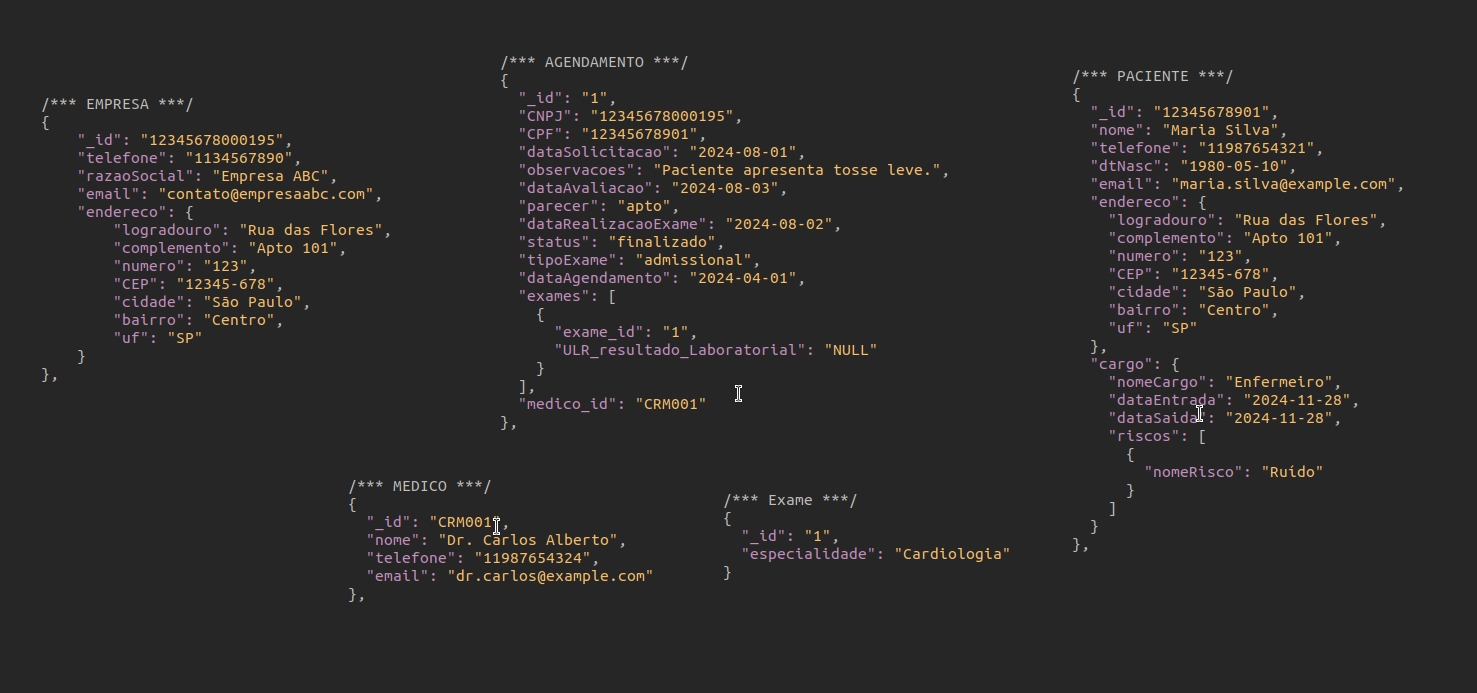 /*** EMPRESA ***/
{
    "_id": "12345678000195",
    "telefone": "1134567890",
    "razaoSocial": "Empresa ABC",
    "email": "contato@empresaabc.com",
    "endereco": {
        "logradouro": "Rua das Flores",
        "complemento": "Apto 101",
        "numero": "123",
        "CEP": "12345-678",
        "cidade": "São Paulo",
        "bairro": "Centro",
        "uf": "SP"
    }
},
/*** AGENDAMENTO ***/
{
  "_id": "1",
  "CNPJ": "12345678000195",
  "CPF": "12345678901",
  "dataSolicitacao": "2024-08-01",
  "observacoes": "Paciente apresenta tosse leve.",
  "dataAvaliacao": "2024-08-03",
  "parecer": "apto",
  "dataRealizacaoExame": "2024-08-02",
  "status": "finalizado",
  "tipoExame": "admissional",
  "dataAgendamento": "2024-04-01",
  "exames": [
    {
      "exame_id": "1",
      "ULR_resultado_Laboratorial": "NULL"
    }
  ],
  "medico_id": "CRM001"
},
/*** PACIENTE ***/
{
  "_id": "12345678901",
  "nome": "Maria Silva",
  "telefone": "11987654321",
  "dtNasc": "1980-05-10",
  "email": "maria.silva@example.com",
  "endereco": {
    "logradouro": "Rua das Flores",
    "complemento": "Apto 101",
    "numero": "123",
    "CEP": "12345-678",
    "cidade": "São Paulo",
    "bairro": "Centro",
    "uf": "SP"
  },
  "cargo": {
    "nomeCargo": "Enfermeiro",
    "dataEntrada": "2024-11-28",
    "dataSaida": "2024-11-28",
    "riscos": [
      {
        "nomeRisco": "Ruído"
      }
    ]
  }
},
/*** MEDICO ***/
{
  "_id": "CRM001",
  "nome": "Dr. Carlos Alberto",
  "telefone": "11987654324",
  "email": "dr.carlos@example.com"
},
/*** Exame ***/
{
  "_id": "1",
  "especialidade": "Cardiologia"
}